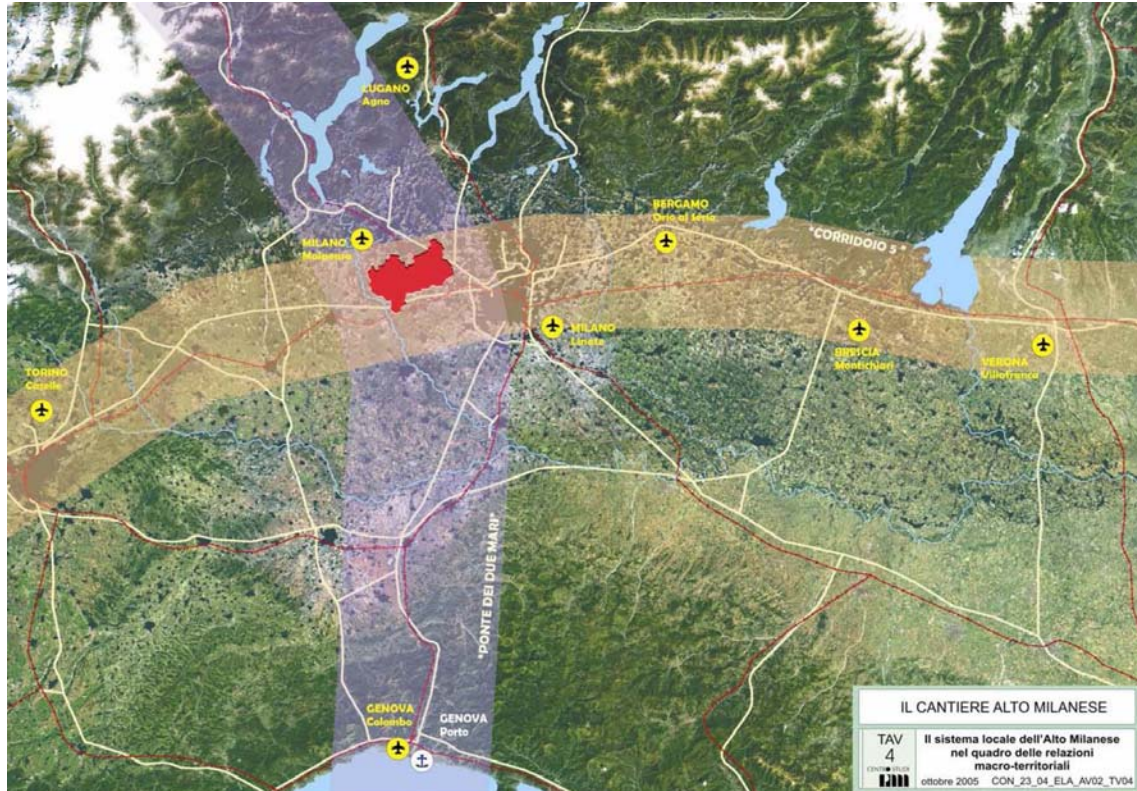 LUGANO
Agno
BERGAMO
Orio al Serio
"CORRIDOIO 5"
MILANO
Malpensa
MILANO
Linate
TORINO
Caselle
BRESCIA
Montichiari
VERONA
Villafranca
"PONTE DEI DUE MARI"
GENOVA
Colombo
GENOVA
Porto
IL CANTIERE ALTO MILANESE
TAV
4
CENTRO STUDI
Il sistema locale dell'Alto Milanese
nel quadro delle relazioni
macro-territoriali
ottobre 2005 CON_23_04_ELA_AV02_TV04